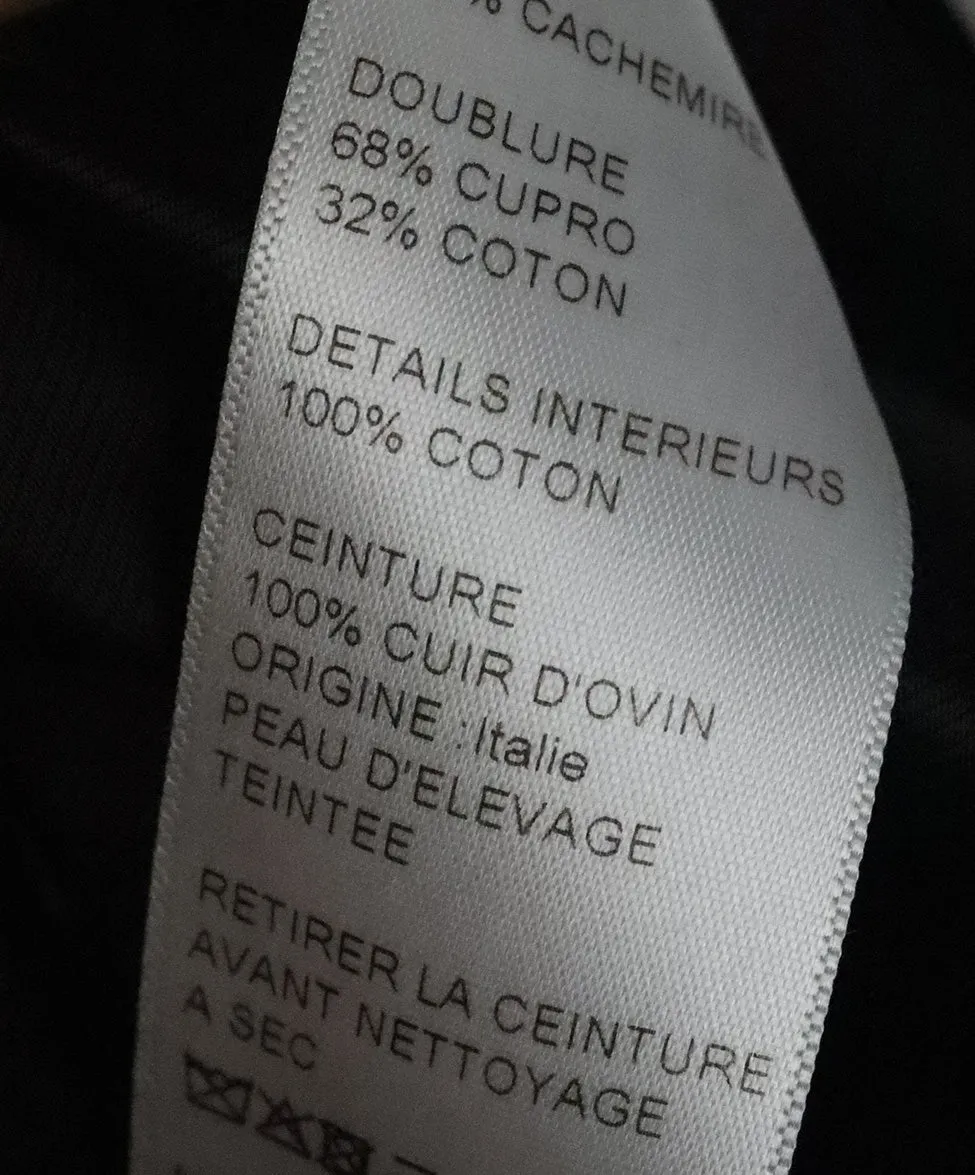 % CACHEMIRE
DOUBLURE
68% CUPRO
32% COTON
DETAILS INTERIEURS
100% COTON
CEINTURE
100% CUIR D'OVIN
ORIGINE : Italie
PEAU D'ELEVAGE
TEINTEE
RETIRER LA CEINTURE
AVANT NETTOYAGE
A SEC